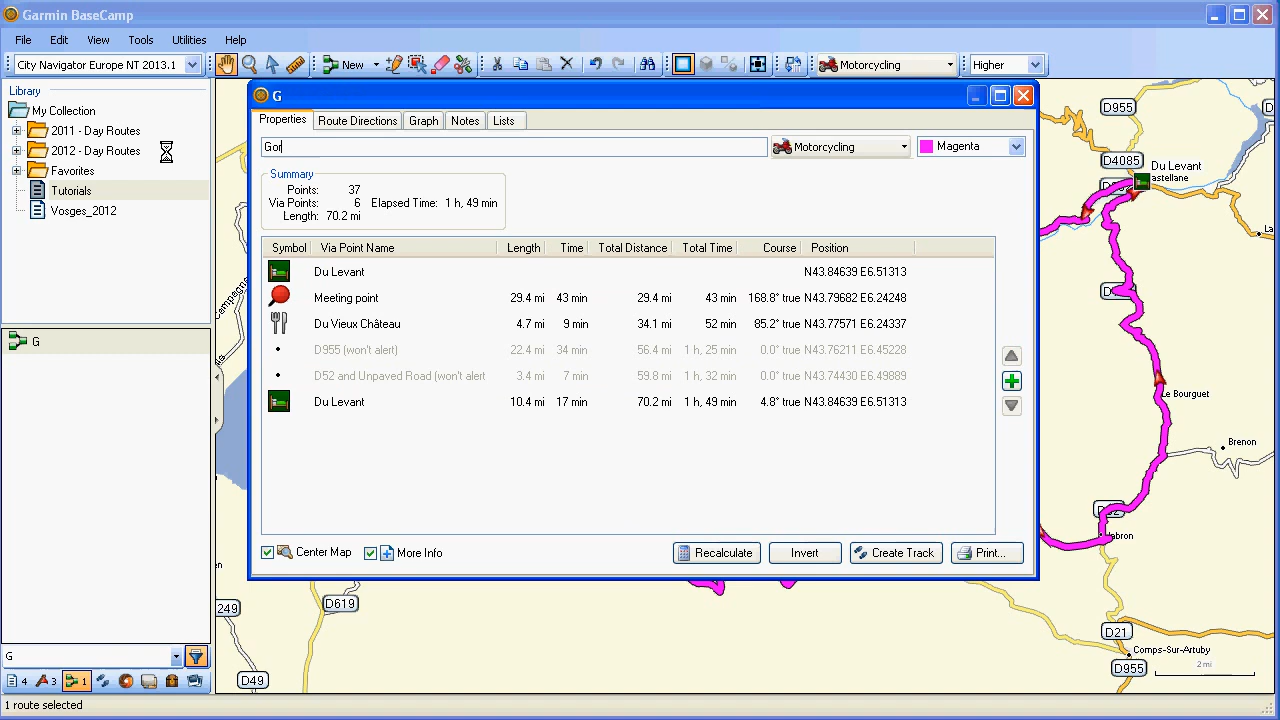 Garmin BaseCamp
File Edit View Tools Utilities Help
City Navigator Europe NT 2013.1 New Motorcycling Higher
Library
My Collection
2011 - Day Routes
2012 - Day Routes
Favorites
Tutorials
Vosges_2012
G
G
4 3 1
1 route selected
G
Properties Route Directions Graph Notes Lists
Gor Motorcycling Magenta
Summary
Points: 37
Via Points: 6 Elapsed Time: 1 h, 49 min
Length: 70.2 mi
Symbol Via Point Name Length Time Total Distance Total Time Course Position
Du Levant N43.84639 E6.51313
Meeting point 29.4 mi 43 min 29.4 mi 43 min 168.8° true N43.79682 E6.24248
Du Vieux Château 4.7 mi 9 min 34.1 mi 52 min 85.2° true N43.77571 E6.24337
D955 (won't alert) 22.4 mi 34 min 56.4 mi 1 h, 25 min 0.0° true N43.76211 E6.45228
D52 and Unpaved Road (won't alert 3.4 mi 7 min 59.8 mi 1 h, 32 min 0.0° true N43.74430 E6.49889
Du Levant 10.4 mi 17 min 70.2 mi 1 h, 49 min 4.8° true N43.84639 E6.51313
Center Map More Info Recalculate Invert Create Track Print...
D955
D4085
Du Levant
astellane
Le Bourguet
Brenon
D21
Comps-Sur-Artuby
D955
2 mi
249
D619
D49